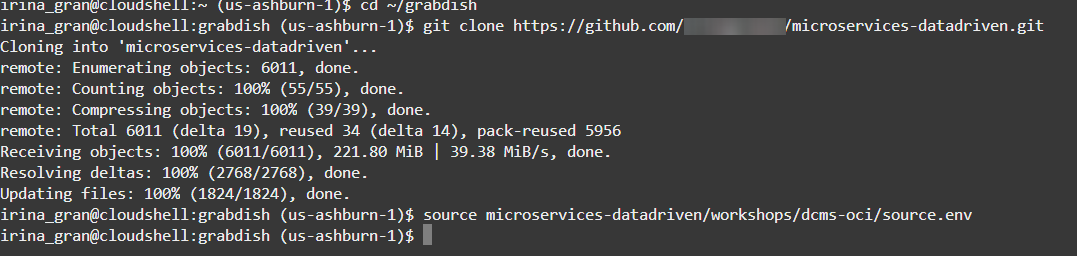 irina_gran@cloudshell:~ (us-ashburn-1)$ cd ~/grabdish
irina_gran@cloudshell:grabdish (us-ashburn-1)$ git clone https://github.com/ /microservices-datadriven.git
Cloning into 'microservices-datadriven'...
remote: Enumerating objects: 6011, done.
remote: Counting objects: 100% (55/55), done.
remote: Compressing objects: 100% (39/39), done.
remote: Total 6011 (delta 19), reused 34 (delta 14), pack-reused 5956
Receiving objects: 100% (6011/6011), 221.80 MiB | 39.38 MiB/s, done.
Resolving deltas: 100% (2768/2768), done.
Updating files: 100% (1824/1824), done.
irina_gran@cloudshell:grabdish (us-ashburn-1)$ source microservices-datadriven/workshops/dcms-oci/source.env
irina_gran@cloudshell:grabdish (us-ashburn-1)$